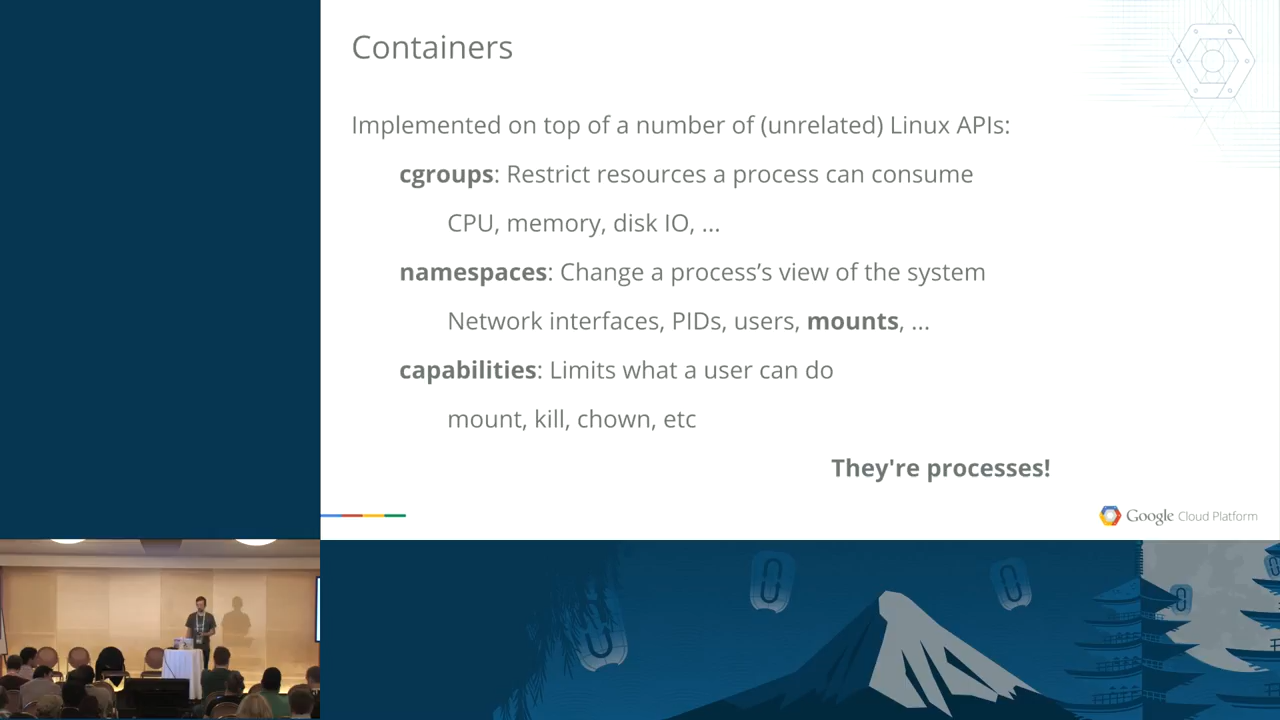 Containers
Implemented on top of a number of (unrelated) Linux APIs:
cgroups: Restrict resources a process can consume
CPU, memory, disk IO, ...
namespaces: Change a process’s view of the system
Network interfaces, PIDs, users, mounts, ...
capabilities: Limits what a user can do
mount, kill, chown, etc
They're processes!
Google Cloud Platform